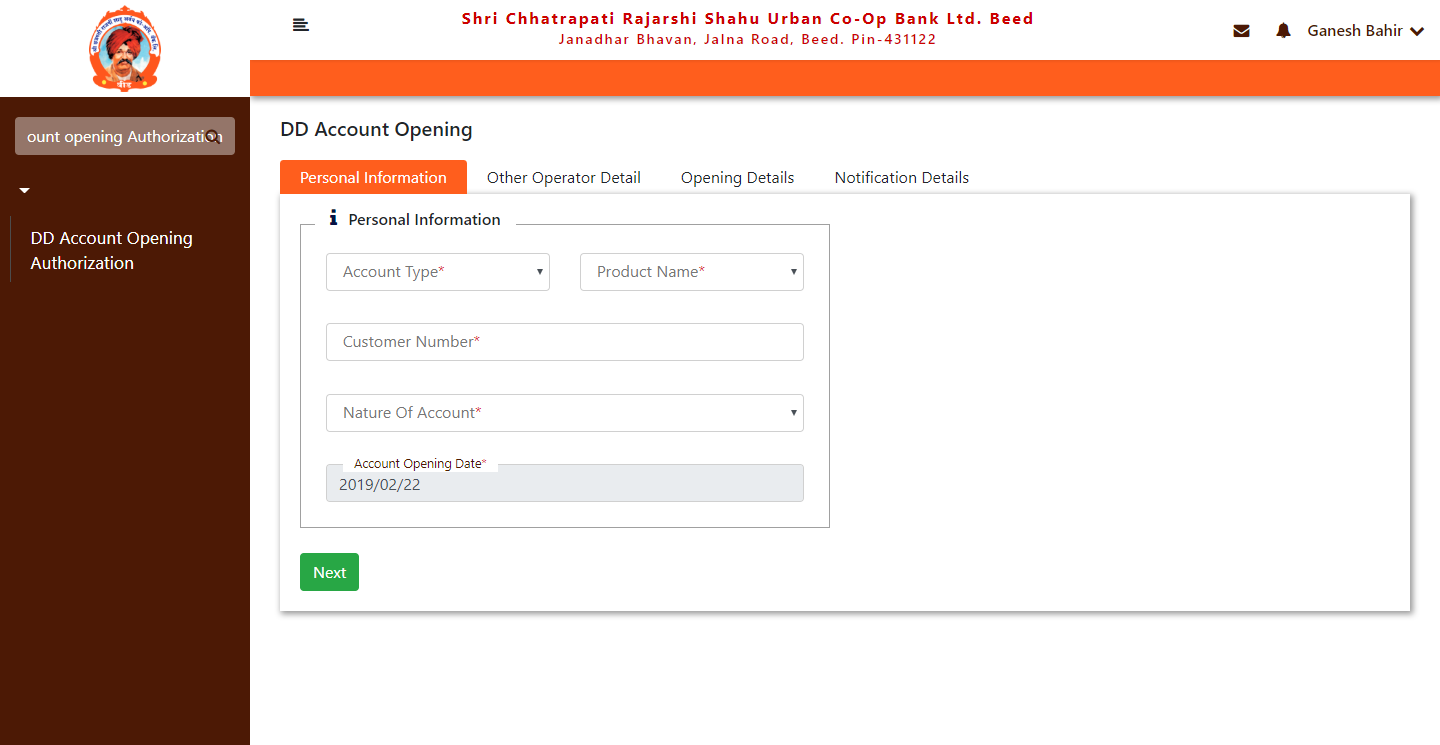 Shri Chhatrapati Rajarshi Shahu Urban Co-Op Bank Ltd. Beed
Janadhar Bhavan, Jalna Road, Beed. Pin-431122
Ganesh Bahir
बीड
ount opening Authorization
DD Account Opening
Authorization
DD Account Opening
Personal Information
Other Operator Detail
Opening Details
Notification Details
Personal Information
Account Type*
Product Name*
Customer Number*
Nature Of Account*
Account Opening Date*
2019/02/22
Next